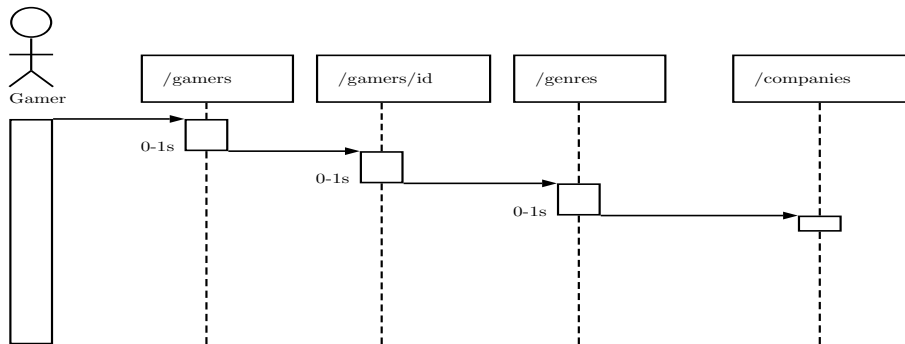 /gamers
/gamers/id
/genres
/companies
Gamer
0-1s
0-1s
0-1s